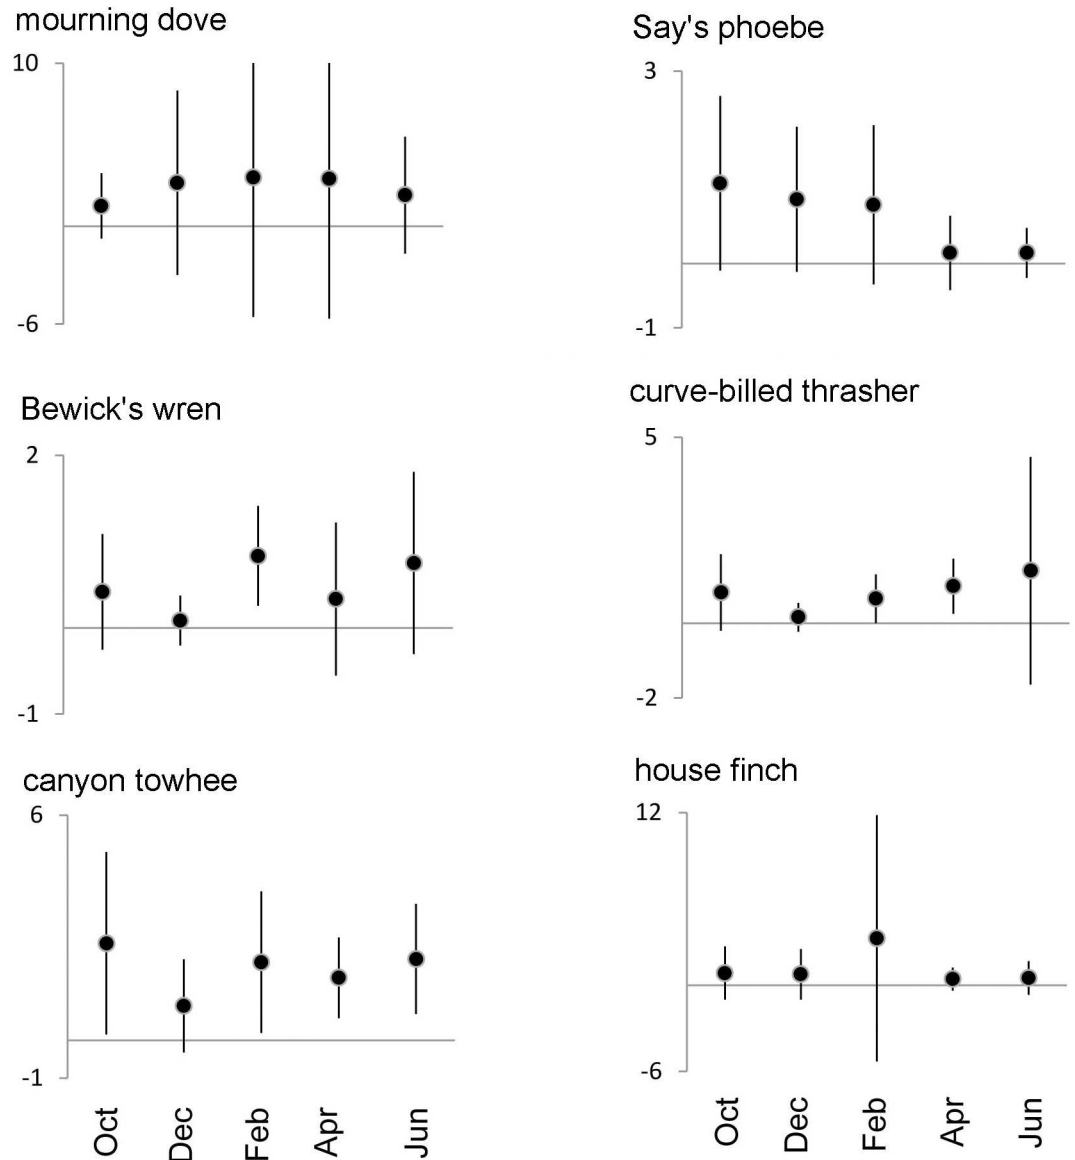 mourning dove
10
-6
Say's phoebe
3
-1
Bewick's wren
2
-1
curve-billed thrasher
5
-2
canyon towhee
6
-1
Oct Dec Feb Apr Jun
house finch
12
-6
Oct Dec Feb Apr Jun